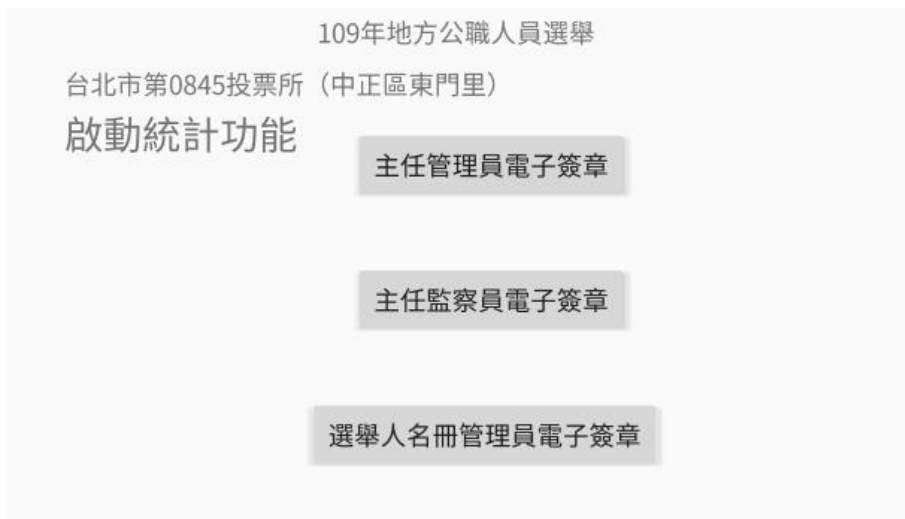 109年地方公職人員選舉
台北市第0845投票所（中正區東門里）
啟動統計功能
主任管理員電子簽章
主任監察員電子簽章
選舉人名冊管理員電子簽章